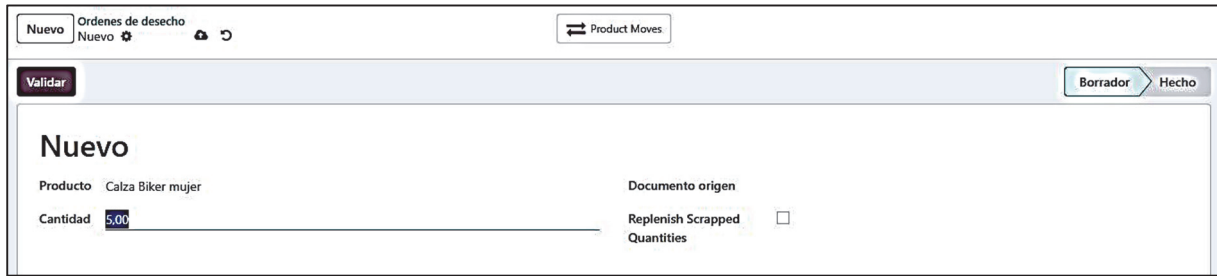 Nuevo
Ordenes de desecho
Nuevo
Product Moves
Validar
Borrador
Hecho
Nuevo
Producto Calza Biker mujer
Documento origen
Cantidad 5,00
Replenish Scrapped
Quantities